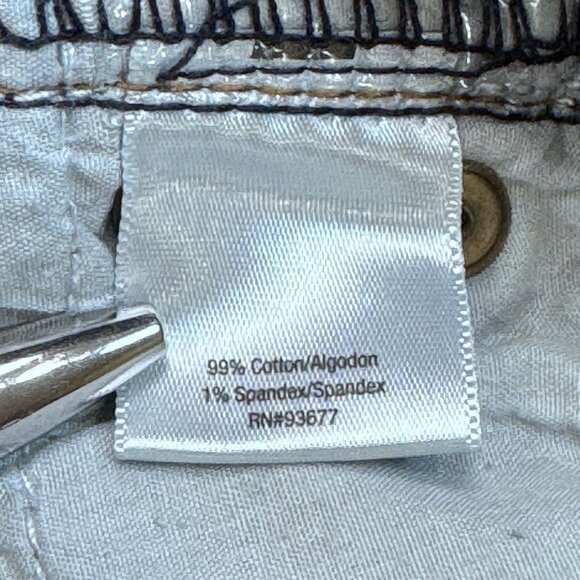 99% Cotton/Algodon
1% Spandex/Spandex
RN#93677